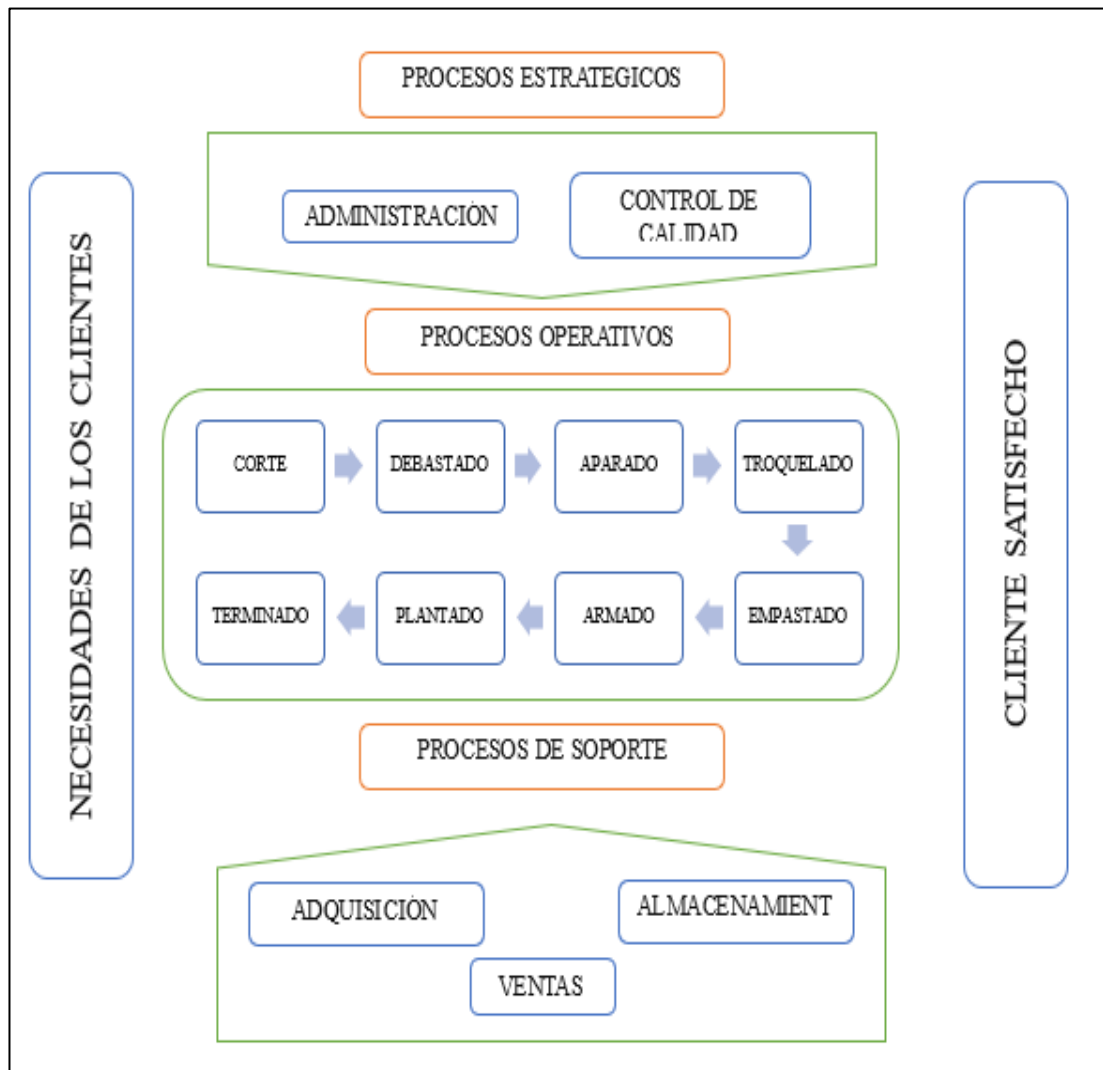 PROCESOS ESTRATEGICOS
ADMINISTRACIÓN
CONTROL DE
CALIDAD
NECESIDADES DE LOS CLIENTES
PROCESOS OPERATIVOS
CORTE
DEBASTADO
APARADO
TROQUELADO
EMPASTADO
ARMADO
PLANTADO
TERMINADO
PROCESOS DE SOPORTE
ADQUISICIÓN
ALMACENAMIENT
VENTAS
CLIENTE SATISFECHO